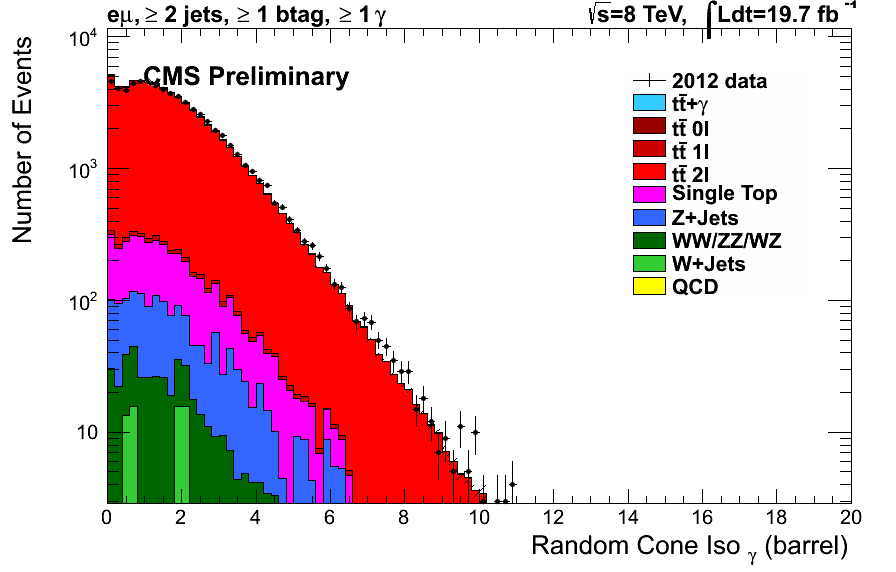 eμ, ≥ 2 jets, ≥ 1 btag, ≥ 1 γ
√s=8 TeV, ∫Ldt=19.7 fb⁻¹
CMS Preliminary
Number of Events
10⁴
10³
10²
10
2012 data
tt̄+γ
tt̄ 0l
tt̄ 1l
tt̄ 2l
Single Top
Z+Jets
WW/ZZ/WZ
W+Jets
QCD
0 2 4 6 8 10 12 14 16 18 20
Random Cone Iso γ (barrel)